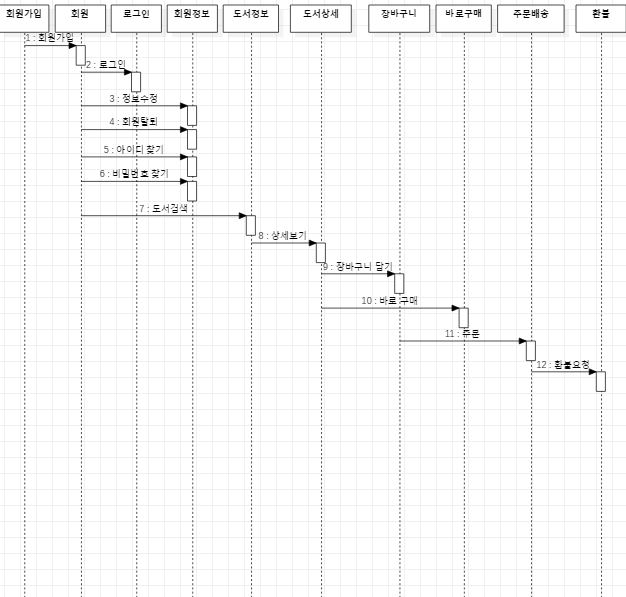 회원가입 회원 로그인 회원정보 도서정보 도서상세 장바구니 바로구매 주문배송 환불
1 : 회원가입
2 : 로그인
3 : 정보수정
4 : 회원탈퇴
5 : 아이디 찾기
6 : 비밀번호 찾기
7 : 도서검색
8 : 상세보기
9 : 장바구니 담기
10 : 바로 구매
11 : 주문
12 : 환불요청